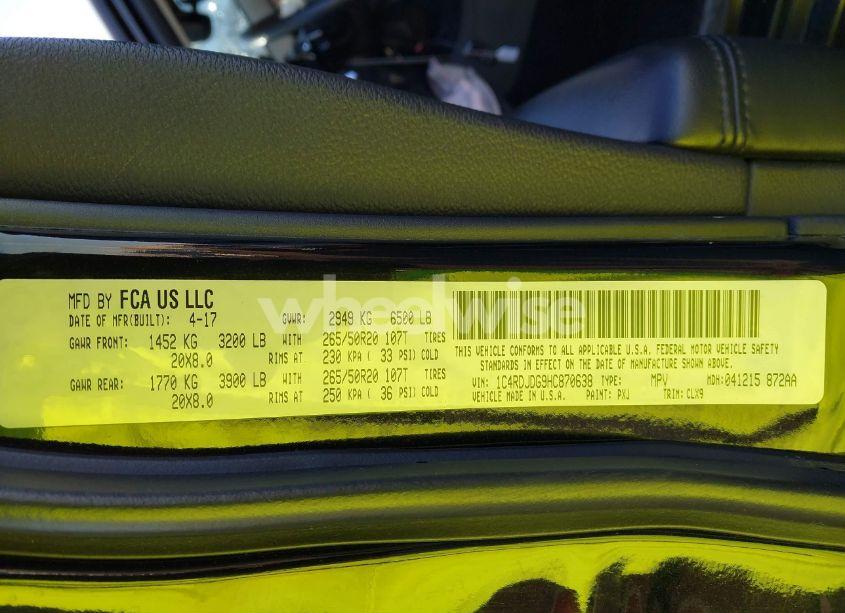 MFD BY FCA US LLC
DATE OF MFR(BUILT): 4-17 GVWR: 2949 KG 6500 LB
GAWR FRONT: 1452 KG 3200 LB WITH 265/50R20 107T TIRES
20X8.0 RIMS AT 230 KPA ( 33 PSI) COLD
GAWR REAR: 1770 KG 3900 LB WITH 265/50R20 107T TIRES
20X8.0 RIMS AT 250 KPA ( 36 PSI) COLD
THIS VEHICLE CONFORMS TO ALL APPLICABLE U.S.A. FEDERAL MOTOR VEHICLE SAFETY
STANDARDS IN EFFECT ON THE DATE OF MANUFACTURE SHOWN ABOVE.
VIN: 1C4RDJDG9HC870638 TYPE: MPV MDH: 041215 872AA
VEHICLE MADE IN U.S.A. PAINT: PXJ TRIM: CLX9
wheelwise